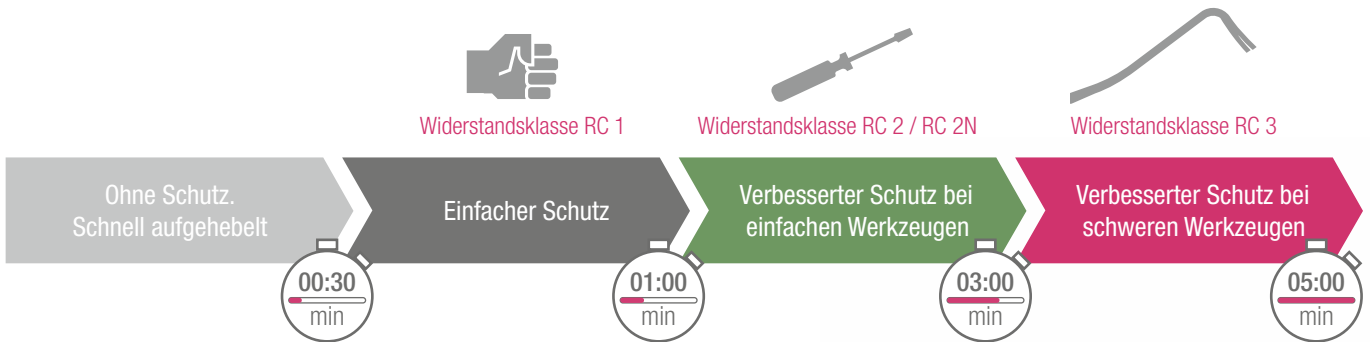 Widerstandsklasse RC 1
Widerstandsklasse RC 2 / RC 2N
Widerstandsklasse RC 3
Ohne Schutz.
Schnell aufgehebelt
Einfacher Schutz
Verbesserter Schutz bei
einfachen Werkzeugen
Verbesserter Schutz bei
schweren Werkzeugen
00:30
min
01:00
min
03:00
min
05:00
min